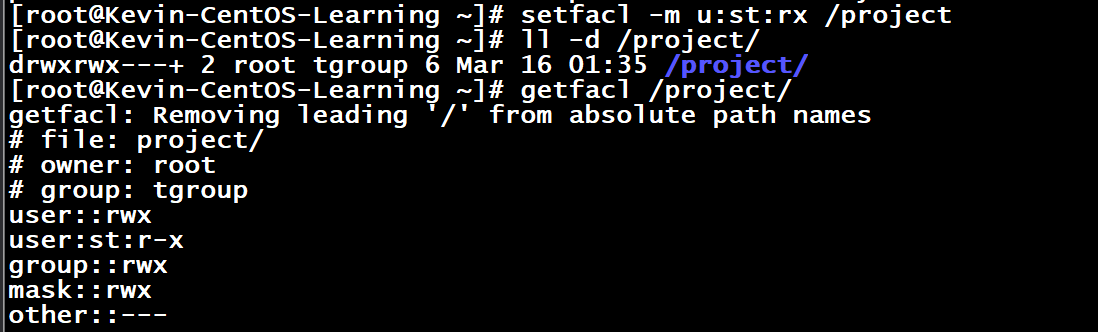 [root@Kevin-CentOS-Learning ~]# setfacl -m u:st:rx /project
[root@Kevin-CentOS-Learning ~]# ll -d /project/
drwxrwx---+ 2 root tgroup 6 Mar 16 01:35 /project/
[root@Kevin-CentOS-Learning ~]# getfacl /project/
getfacl: Removing leading '/' from absolute path names
# file: project/
# owner: root
# group: tgroup
user::rwx
user:st:r-x
group::rwx
mask::rwx
other::---